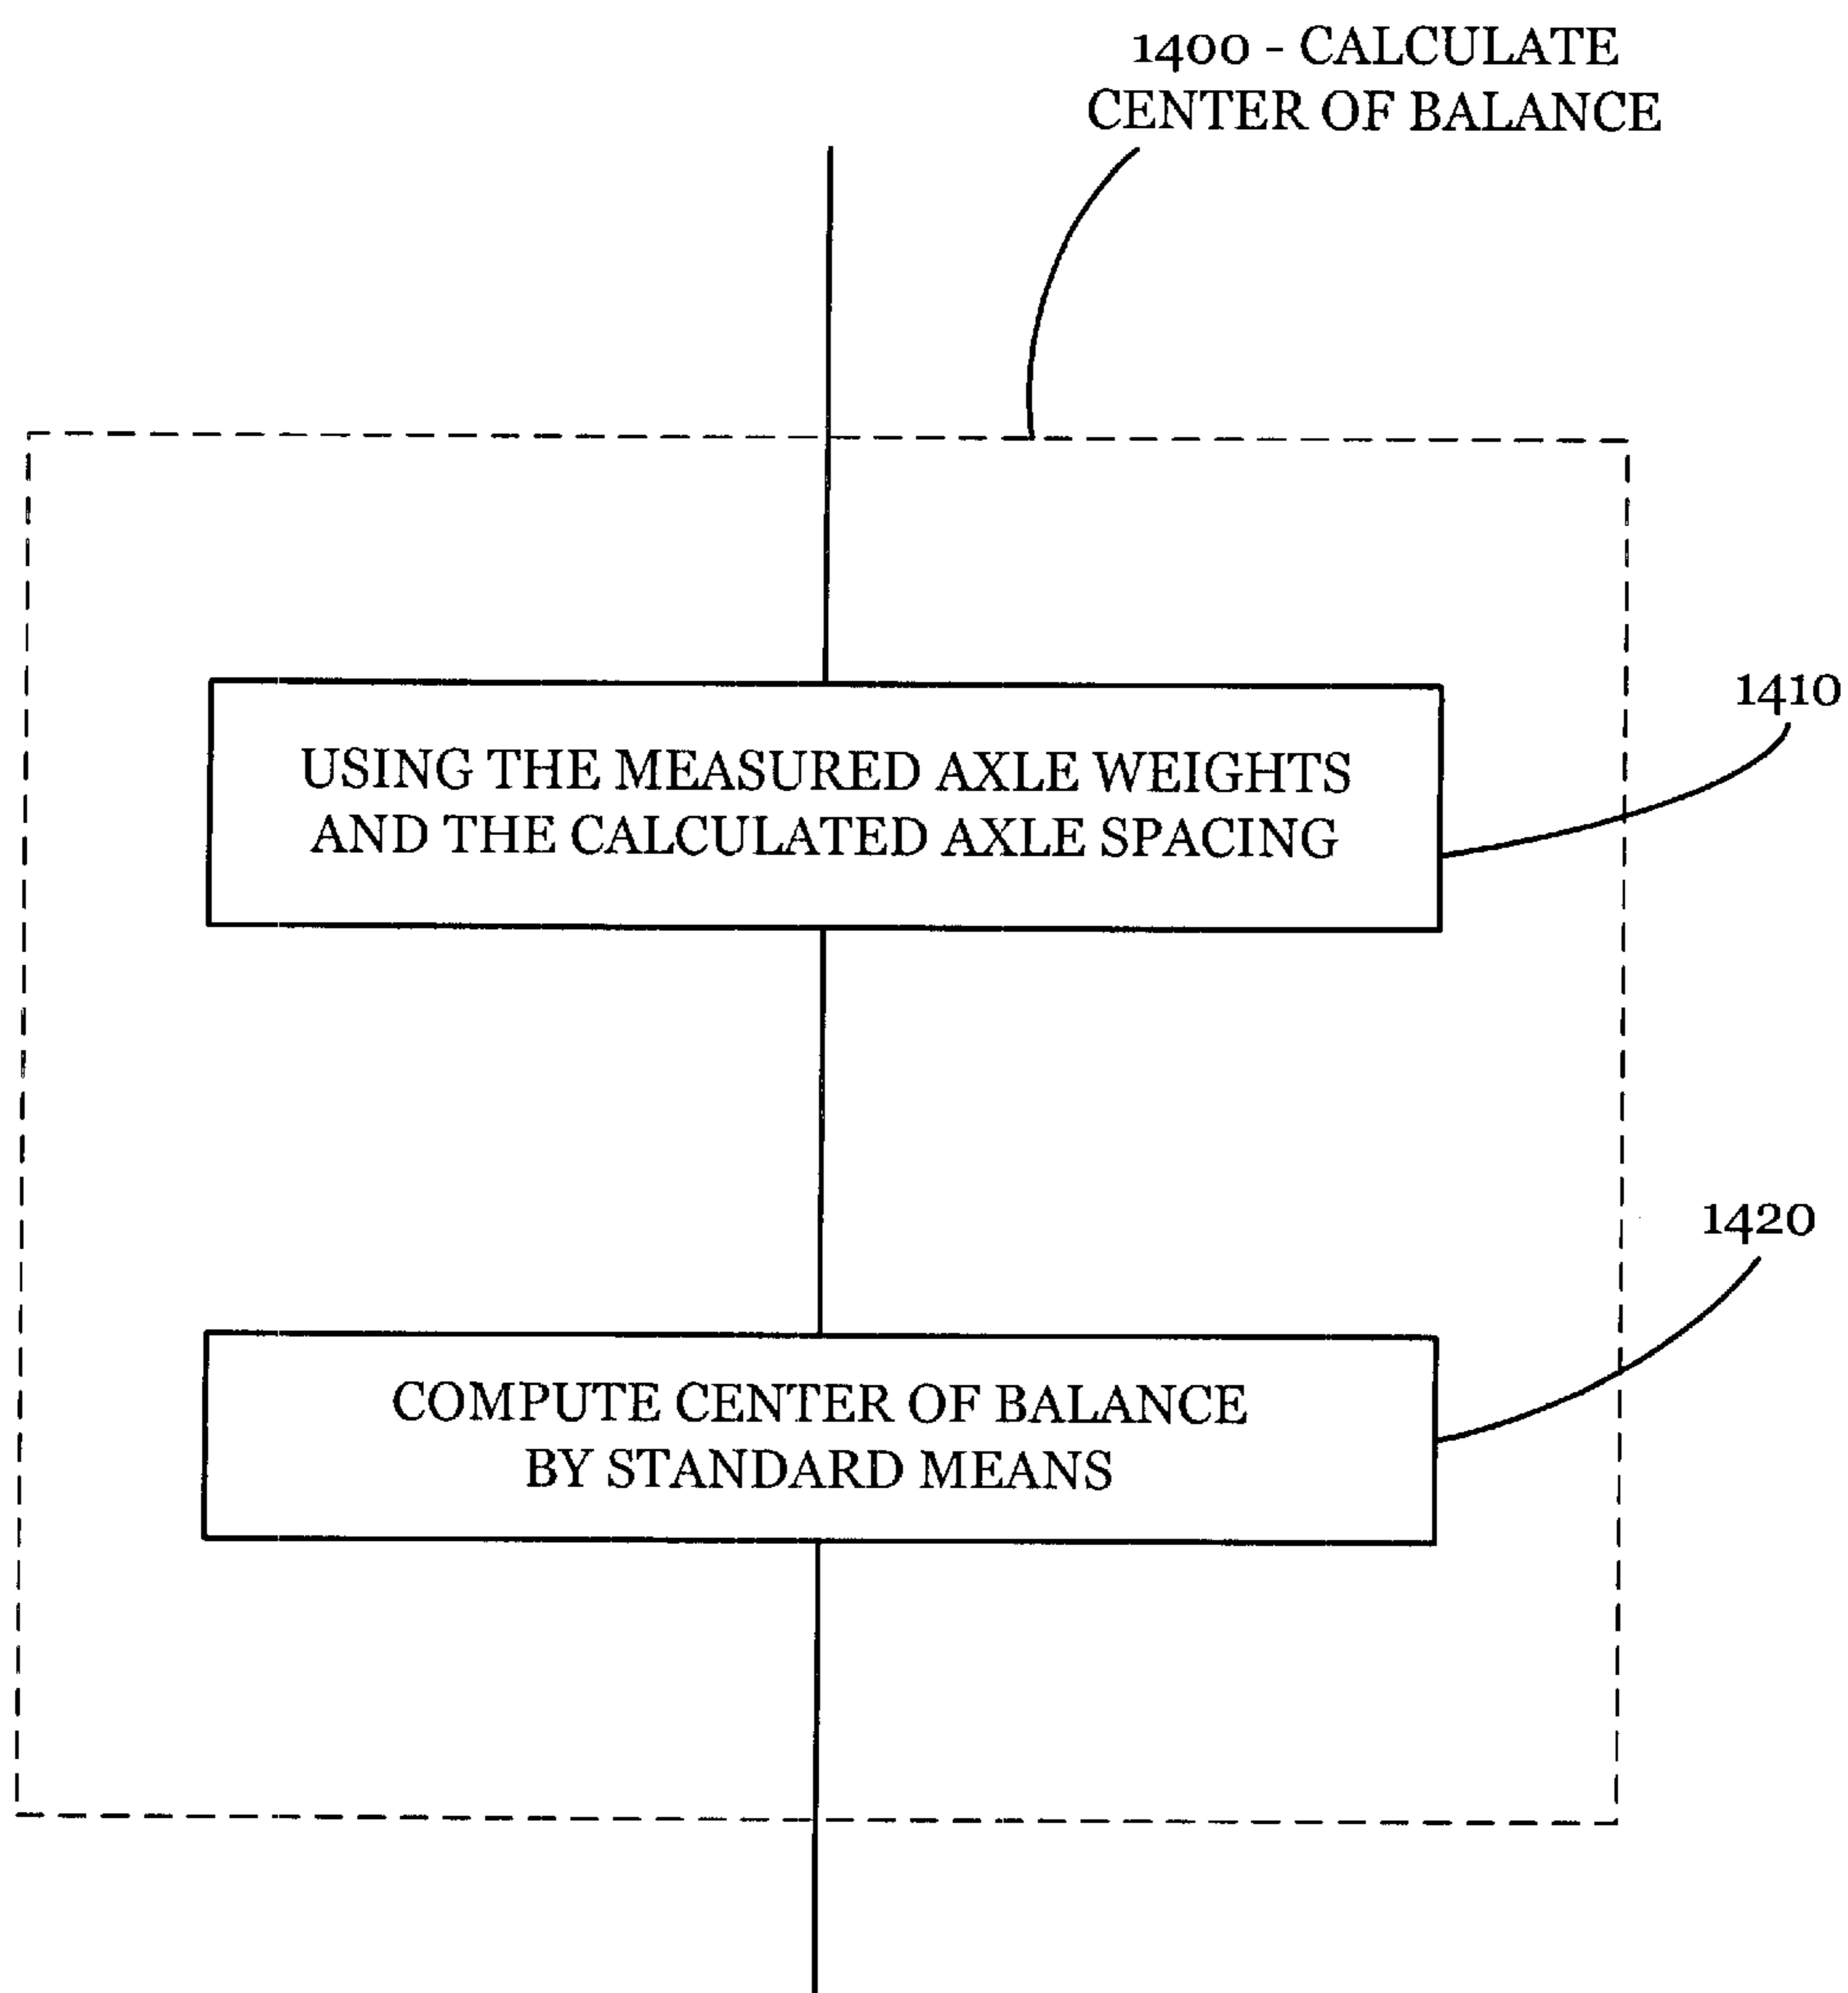 1400 - CALCULATE
CENTER OF BALANCE
1410
USING THE MEASURED AXLE WEIGHTS
AND THE CALCULATED AXLE SPACING
1420
COMPUTE CENTER OF BALANCE
BY STANDARD MEANS